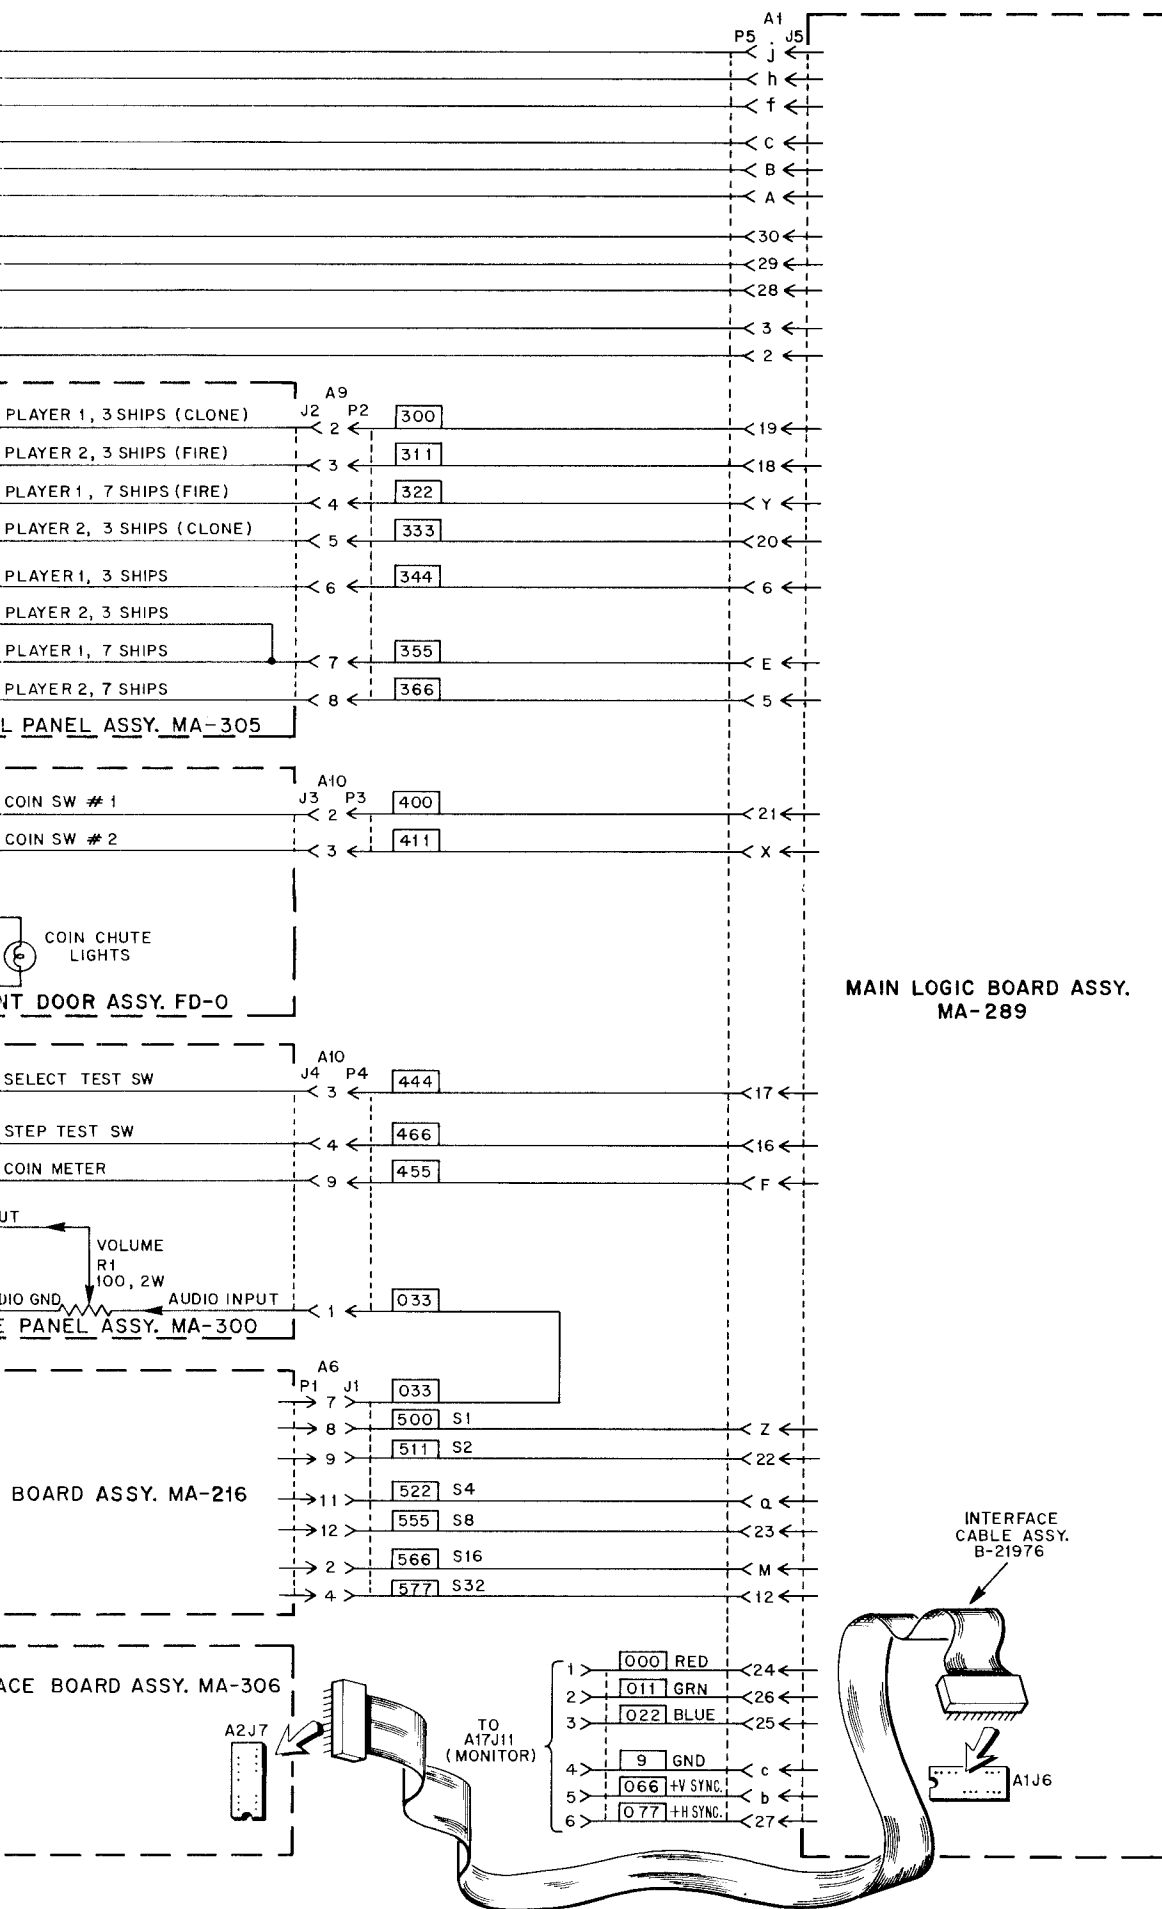 A1
P5 J5
j
h
f
C
B
A
30
29
28
3
2
A9
J2 P2
PLAYER 1, 3 SHIPS (CLONE) 2 300 19
PLAYER 2, 3 SHIPS (FIRE) 3 311 18
PLAYER 1, 7 SHIPS (FIRE) 4 322 Y
PLAYER 2, 3 SHIPS (CLONE) 5 333 20
PLAYER 1, 3 SHIPS 6 344 6
PLAYER 2, 3 SHIPS
PLAYER 1, 7 SHIPS 7 355 E
PLAYER 2, 7 SHIPS 8 366 5
L PANEL ASSY. MA-305
A10
J3 P3
COIN SW # 1 2 400 21
COIN SW # 2 3 411 X
COIN CHUTE
LIGHTS
NT DOOR ASSY. FD-0
MAIN LOGIC BOARD ASSY.
MA-289
A10
J4 P4
SELECT TEST SW 3 444 17
STEP TEST SW 4 466 16
COIN METER 9 455 F
UT
VOLUME
R1
100, 2W
DIO GND AUDIO INPUT 1 033
E PANEL ASSY. MA-300
A6
P1 J1
7 033
8 500 S1 Z
9 511 S2 22
BOARD ASSY. MA-216
11 522 S4 a
12 555 S8 23
2 566 S16 M
4 577 S32 12
INTERFACE
CABLE ASSY.
B-21976
ACE BOARD ASSY. MA-306
A2J7
TO
A17J11
(MONITOR)
1 000 RED 24
2 011 GRN 26
3 022 BLUE 25
4 9 GND c
5 066 +V SYNC. b
6 077 +H SYNC. 27
A1J6